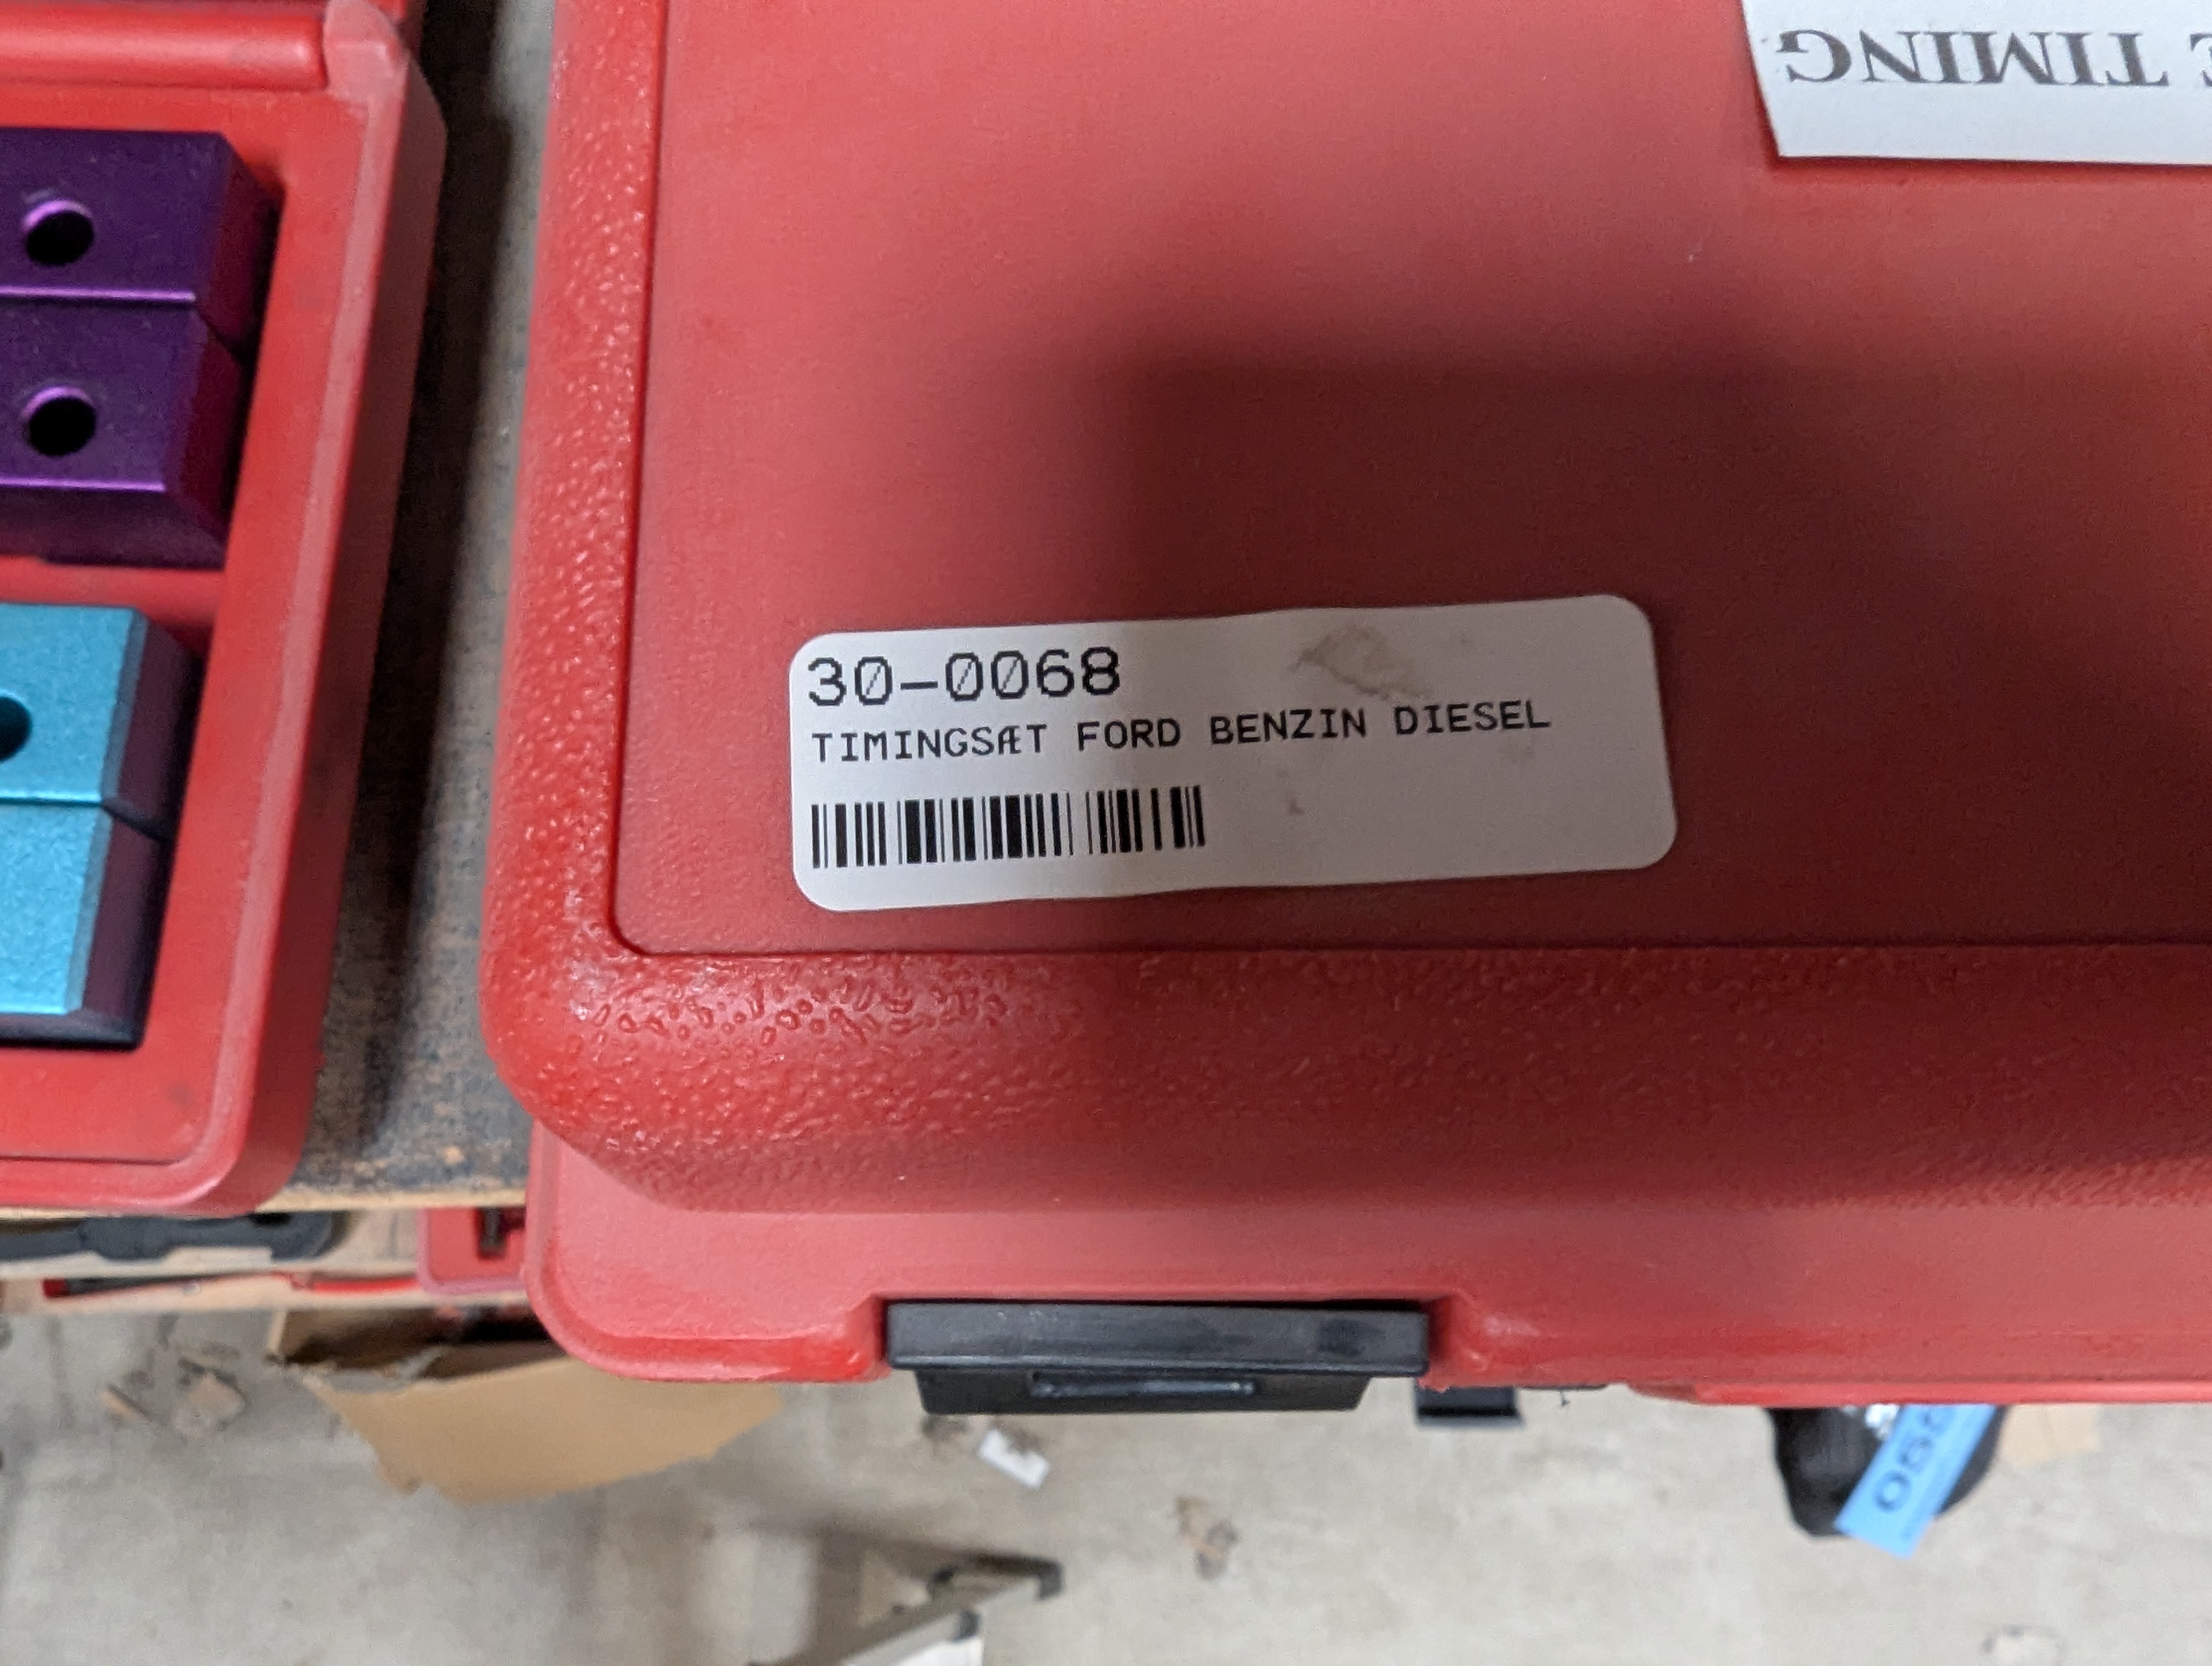 TIMING
30-0068
TIMINGSÆT FORD BENZIN DIESEL